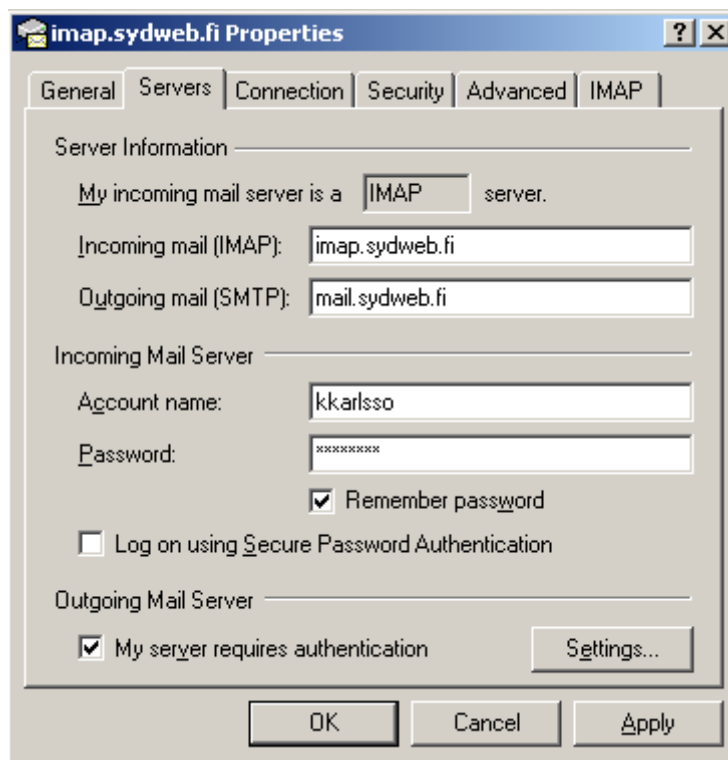 imap.sydweb.fi Properties
General Servers Connection Security Advanced IMAP
Server Information
My incoming mail server is a IMAP server.
Incoming mail (IMAP): imap.sydweb.fi
Outgoing mail (SMTP): mail.sydweb.fi
Incoming Mail Server
Account name: kkarlsso
Password: ********
Remember password
Log on using Secure Password Authentication
Outgoing Mail Server
My server requires authentication Settings...
OK Cancel Apply